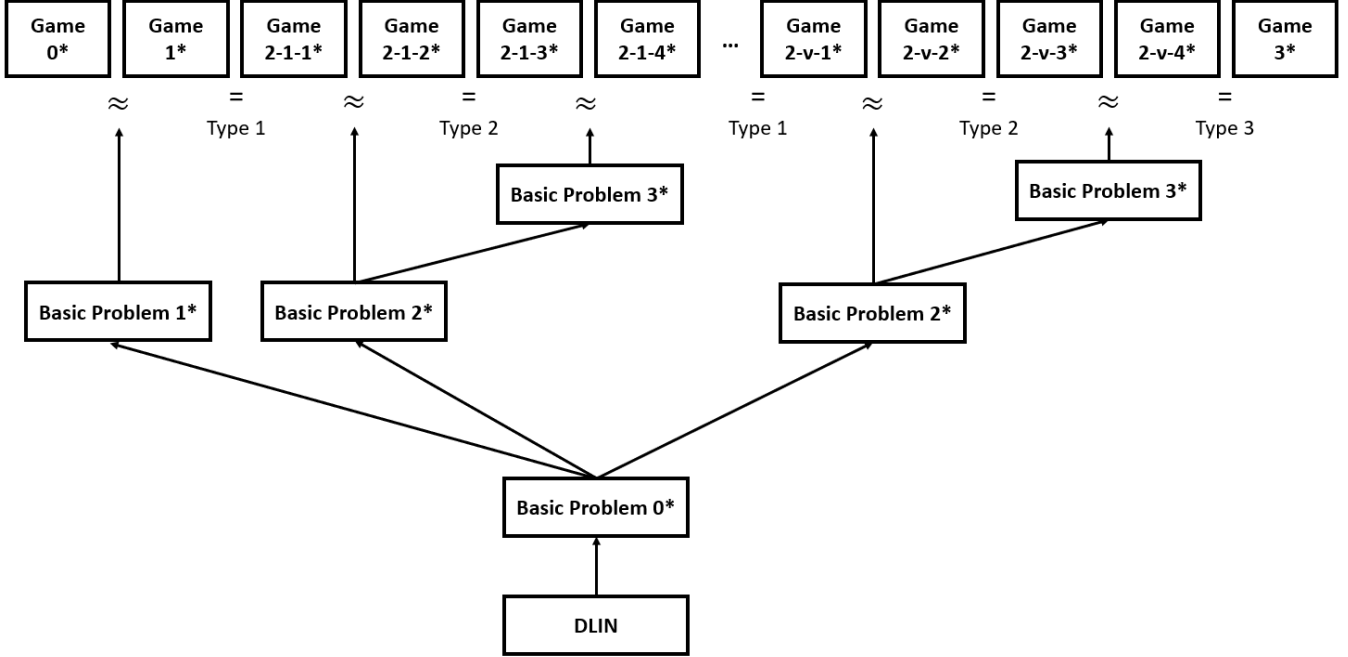 Game Game Game Game Game Game Game Game Game Game Game
0* 1* 2-1-1* 2-1-2* 2-1-3* 2-1-4* ... 2-v-1* 2-v-2* 2-v-3* 2-v-4* 3*
≈ = ≈ = ≈ = ≈ = ≈ =
Type 1 Type 2 Type 1 Type 2 Type 3
Basic Problem 3* Basic Problem 3*
Basic Problem 1* Basic Problem 2* Basic Problem 2*
Basic Problem 0*
DLIN